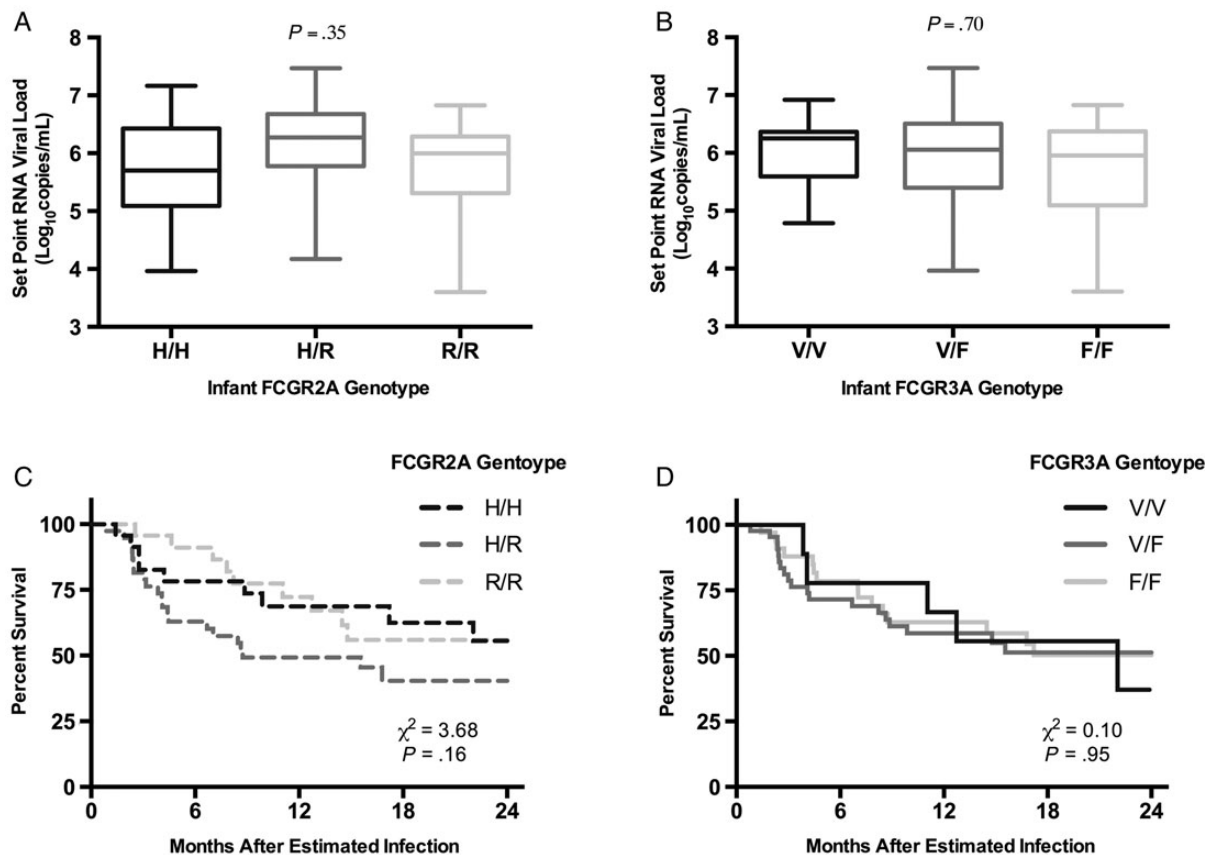 A
P = .35
8
7
6
5
4
3
Set Point RNA Viral Load
(Log10copies/mL)
H/H H/R R/R
Infant FCGR2A Genotype
B
P = .70
8
7
6
5
4
3
Set Point RNA Viral Load
(Log10copies/mL)
V/V V/F F/F
Infant FCGR3A Genotype
C
FCGR2A Gentoype
H/H
H/R
R/R
100
75
50
25
0
Percent Survival
χ² = 3.68
P = .16
0 6 12 18 24
Months After Estimated Infection
D
FCGR3A Gentoype
V/V
V/F
F/F
100
75
50
25
0
Percent Survival
χ² = 0.10
P = .95
0 6 12 18 24
Months After Estimated Infection